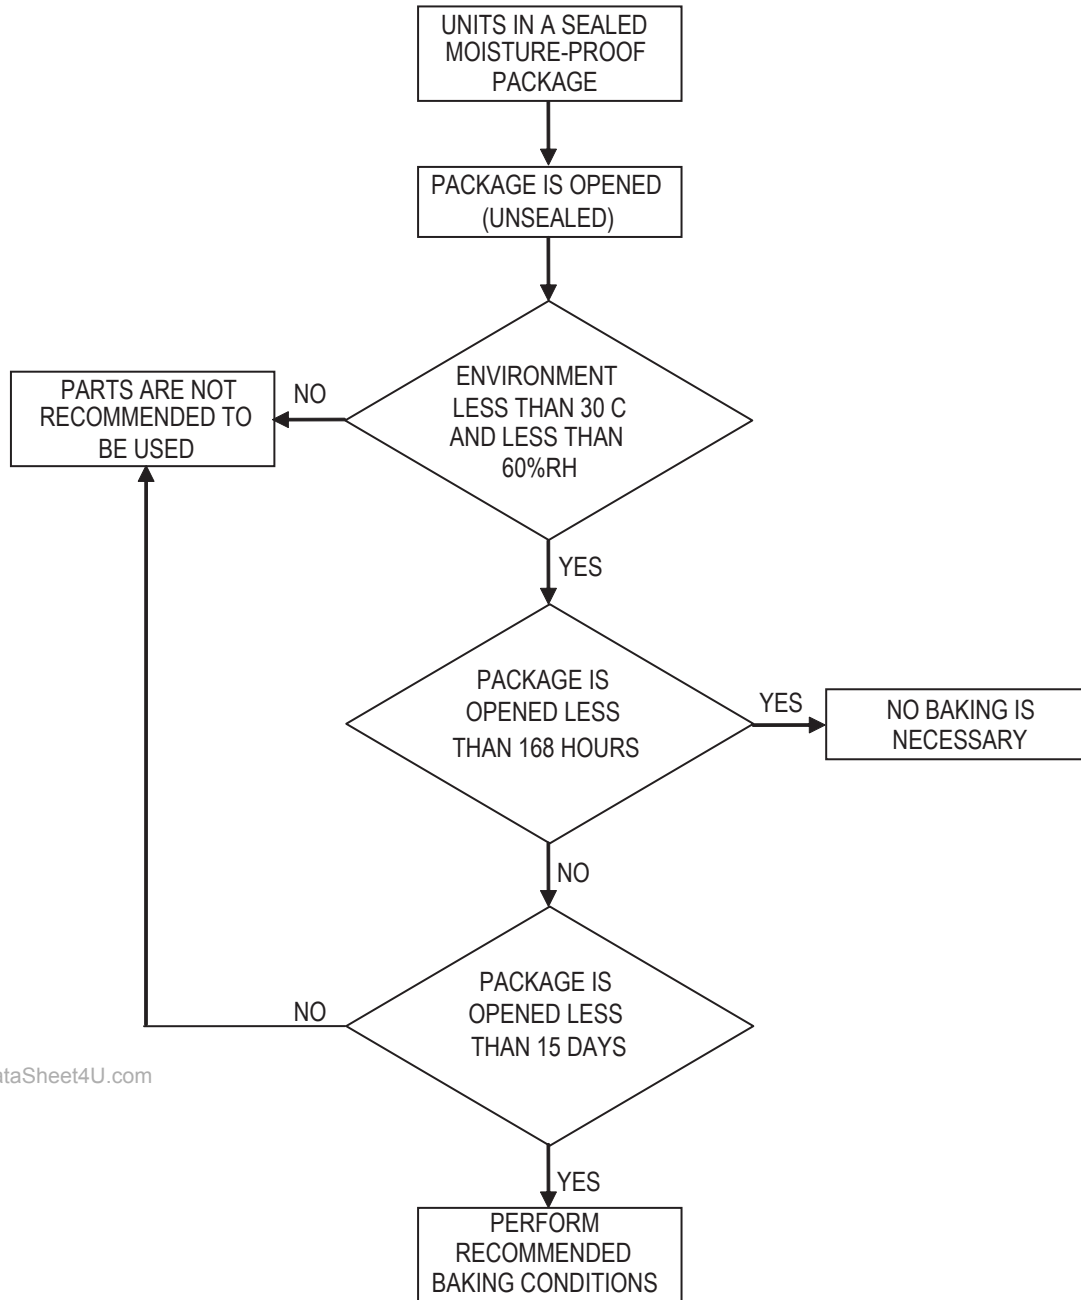 UNITS IN A SEALED
MOISTURE-PROOF
PACKAGE
PACKAGE IS OPENED
(UNSEALED)
ENVIRONMENT
LESS THAN 30 C
AND LESS THAN
60%RH
NO
PARTS ARE NOT
RECOMMENDED TO
BE USED
YES
PACKAGE IS
OPENED LESS
THAN 168 HOURS
YES
NO BAKING IS
NECESSARY
NO
PACKAGE IS
OPENED LESS
THAN 15 DAYS
NO
ataSheet4U.com
YES
PERFORM
RECOMMENDED
BAKING CONDITIONS